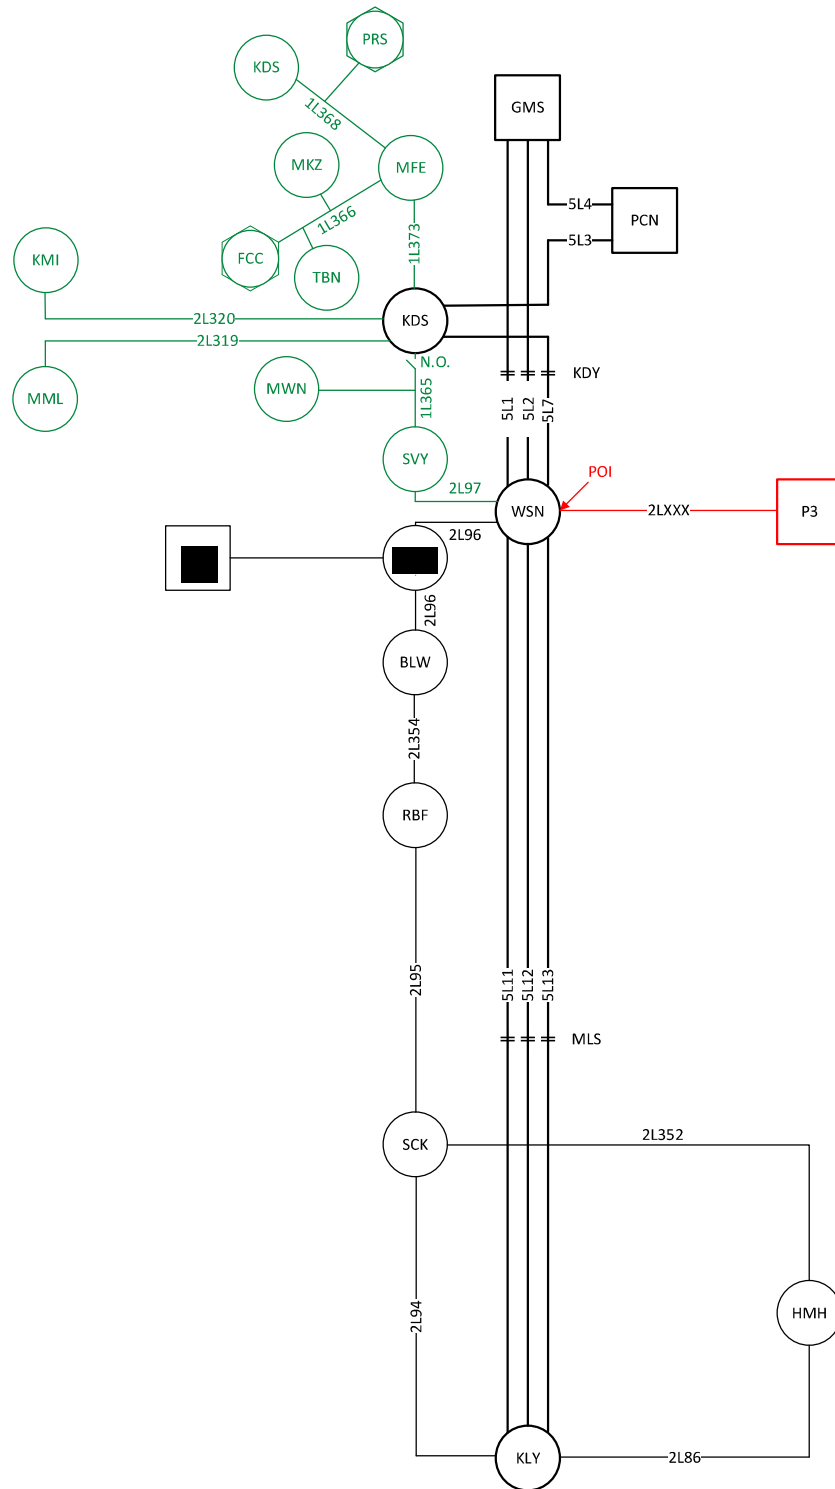 PRS
KDS
1L368
GMS
MKZ
MFE
1L366
5L4
PCN
5L3
FCC
TBN
1L373
KMI
2L320
KDS
2L319
N.O.
KDY
MML
MWN
1L365
5L1
5L2
5L7
SVY
POI
2L97
WSN
2LXXX
P3
2L96
2L96
BLW
2L354
RBF
2L95
5L11
5L12
5L13
MLS
SCK
2L352
2L94
HMH
KLY
2L86